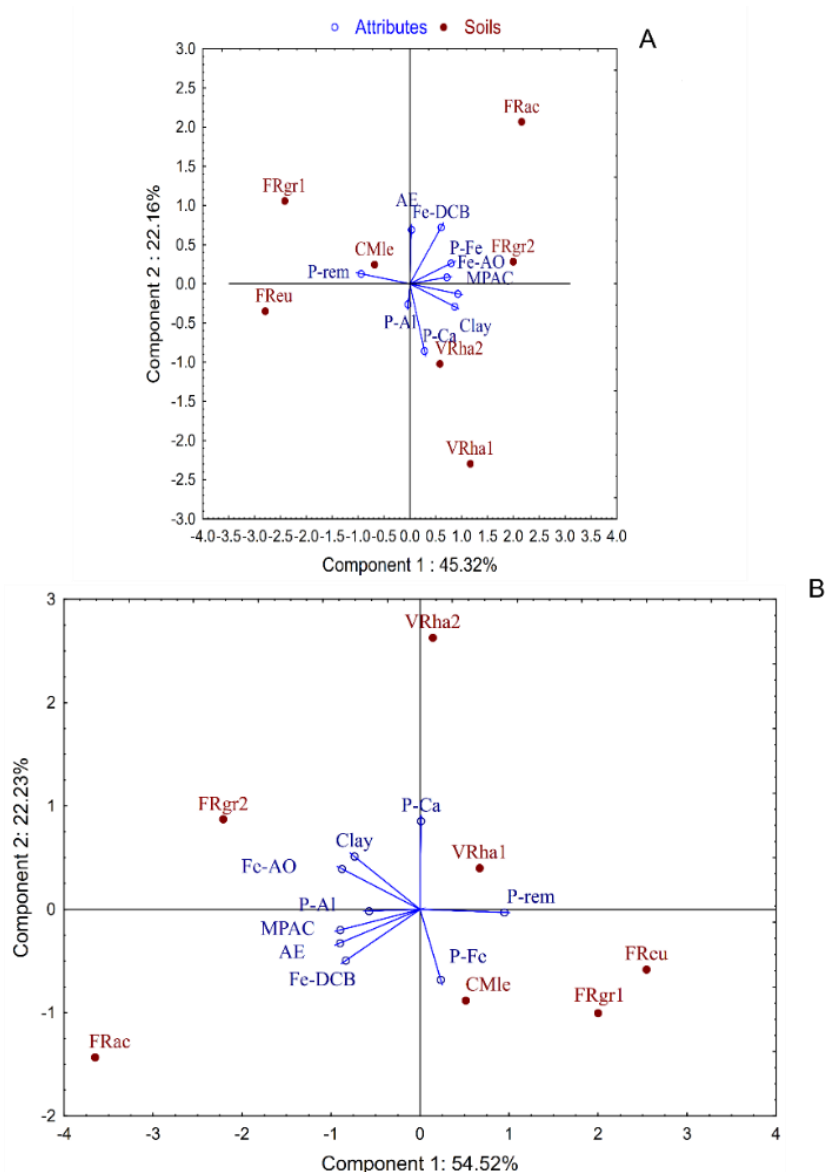 Attributes Soils
A
3.0
2.5
2.0
1.5
1.0
0.5
0.0
-0.5
-1.0
-1.5
-2.0
-2.5
-3.0
Component 2 : 22.16%
FRac
FRgr1
AE
Fe-DCB
CMle
P-Fe
FRgr2
Fe-AO
P-rem
MPAC
FReu
P-Al
Clay
P-Ca
VRha2
VRha1
-4.0 -3.5 -2.5 -1.5 -1.0 -0.5 0.0 0.5 1.0 1.5 2.0 2.5 3.0 3.5 4.0
Component 1 : 45.32%
B
3
2
1
0
-1
-2
Component 2: 22.23%
VRha2
FRgr2
P-Ca
Clay
VRha1
Fe-AO
P-Al
P-rem
MPAC
AE
P-Fe
Fe-DCB
FReu
CMle
FRgr1
FRac
-4 -3 -2 -1 0 1 2 3 4
Component 1: 54.52%